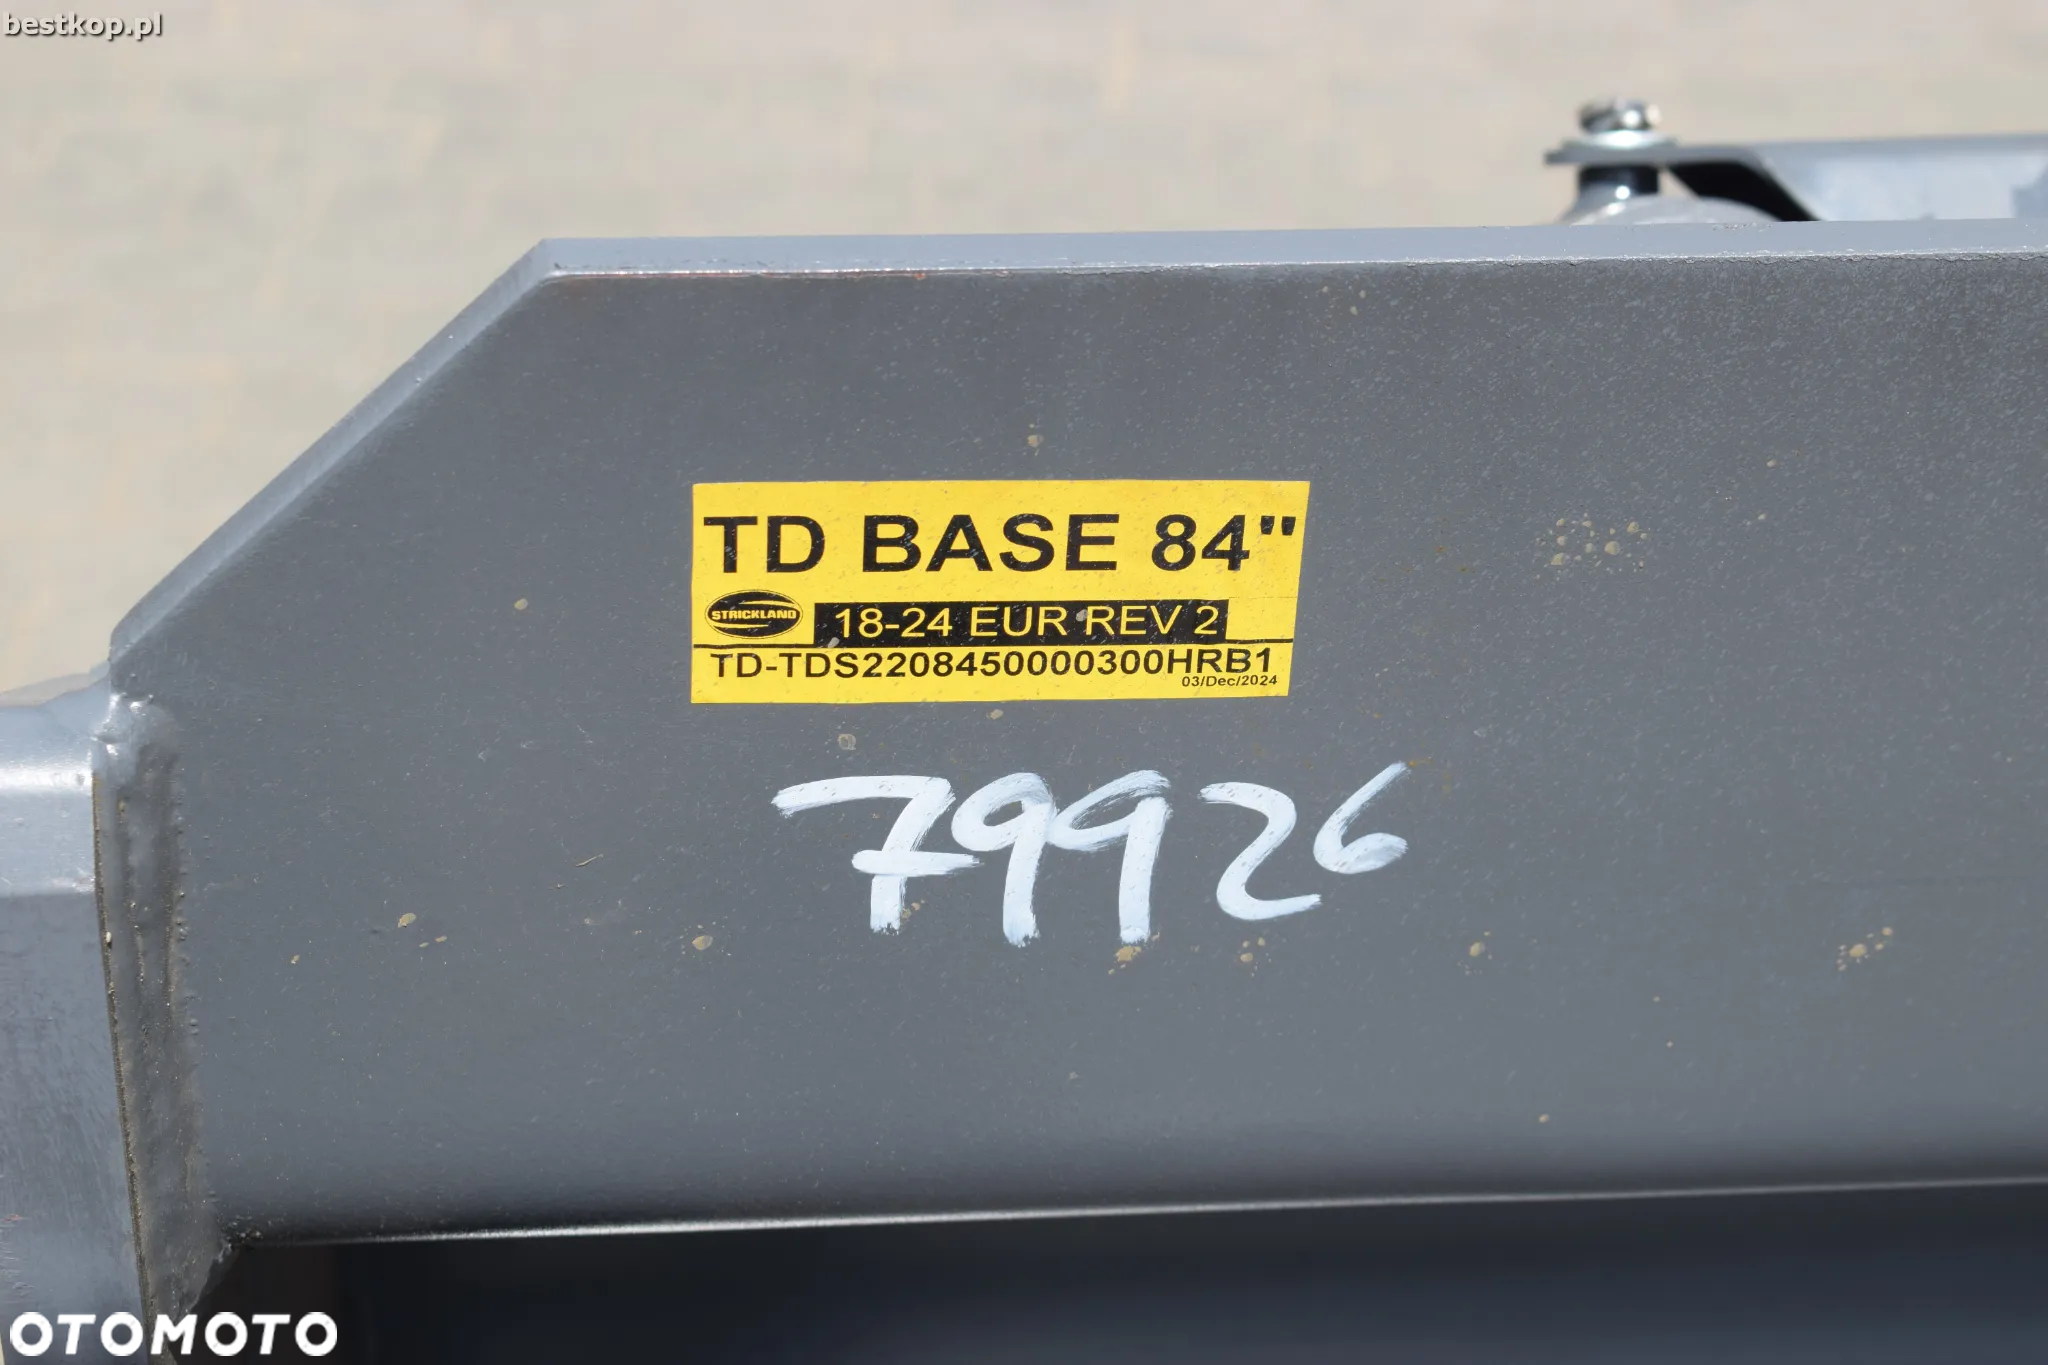 bestkop.pl
TD BASE 84"
STRICKLAND
18-24 EUR REV 2
TD-TDS2208450000300HRB1
03/Dec/2024
79926
OTOMOTO